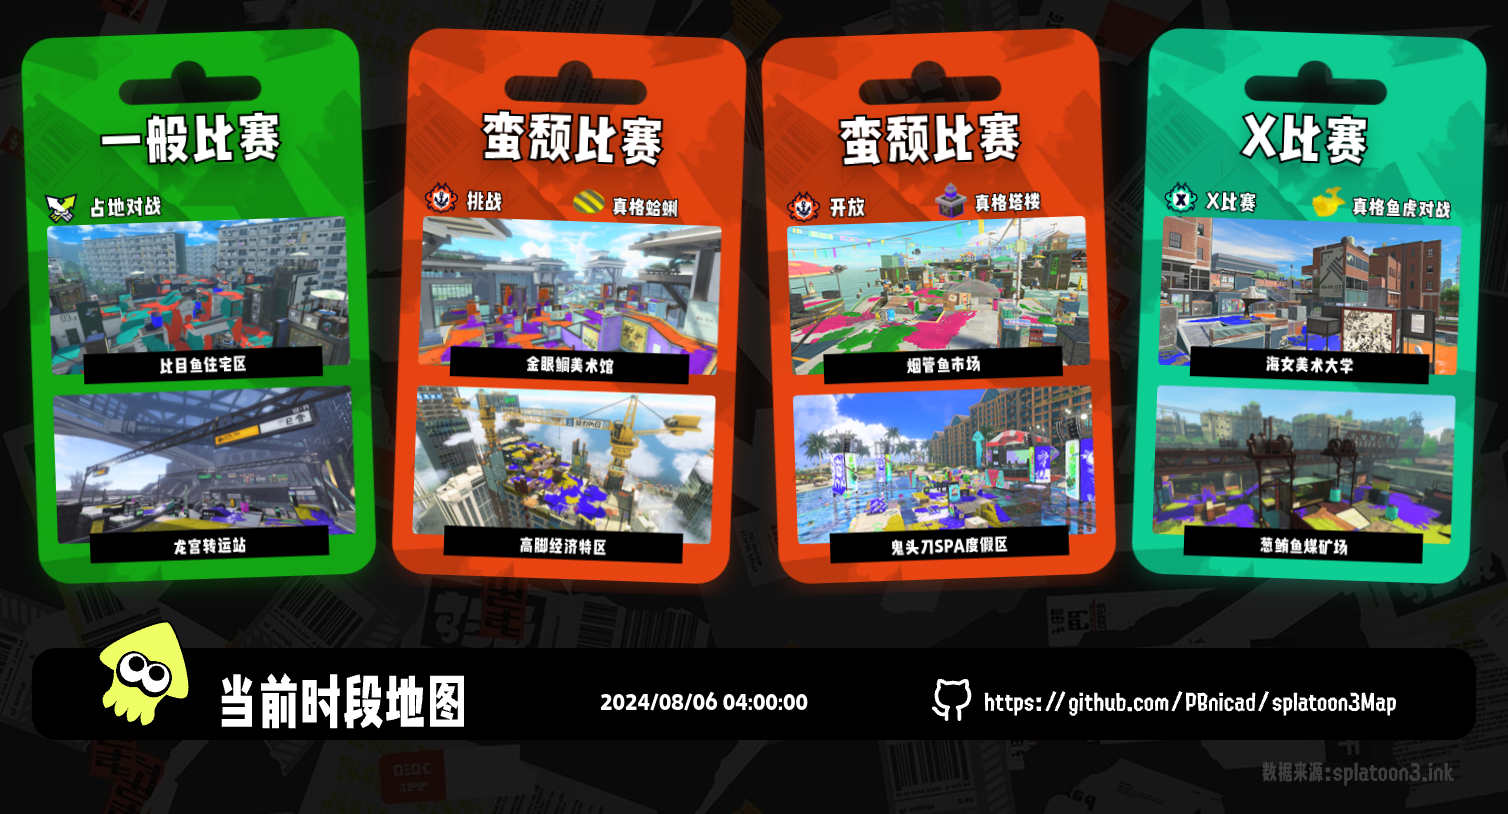 一般比赛
占地对战
比目鱼住宅区
龙宫转运站
蛮颓比赛
挑战
真格蛤蜊
金眼鲷美术馆
高脚经济特区
蛮颓比赛
开放
真格塔楼
烟管鱼市场
鬼头刀SPA度假区
X比赛
X比赛
真格鱼虎对战
海女美术大学
葱鲔鱼煤矿场
当前时段地图
2024/08/06 04:00:00
https://github.com/PBnicad/splatoon3Map
数据来源:splatoon3.ink